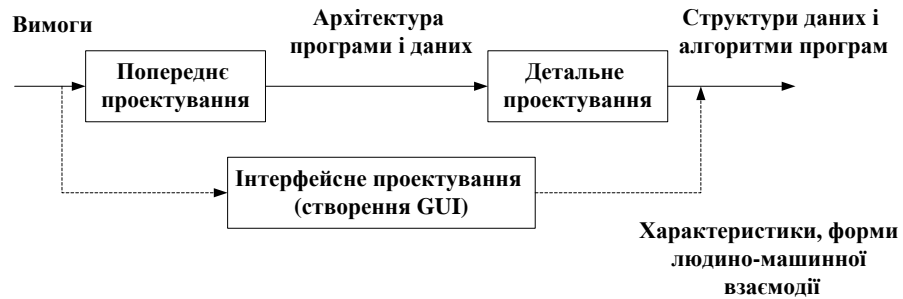 Вимоги
Архітектура
програми і даних
Структури даних і
алгоритми програм
Попереднє
проектування
Детальне
проектування
Інтерфейсне проектування
(створення GUI)
Характеристики, форми
людино-машинної
взаємодії